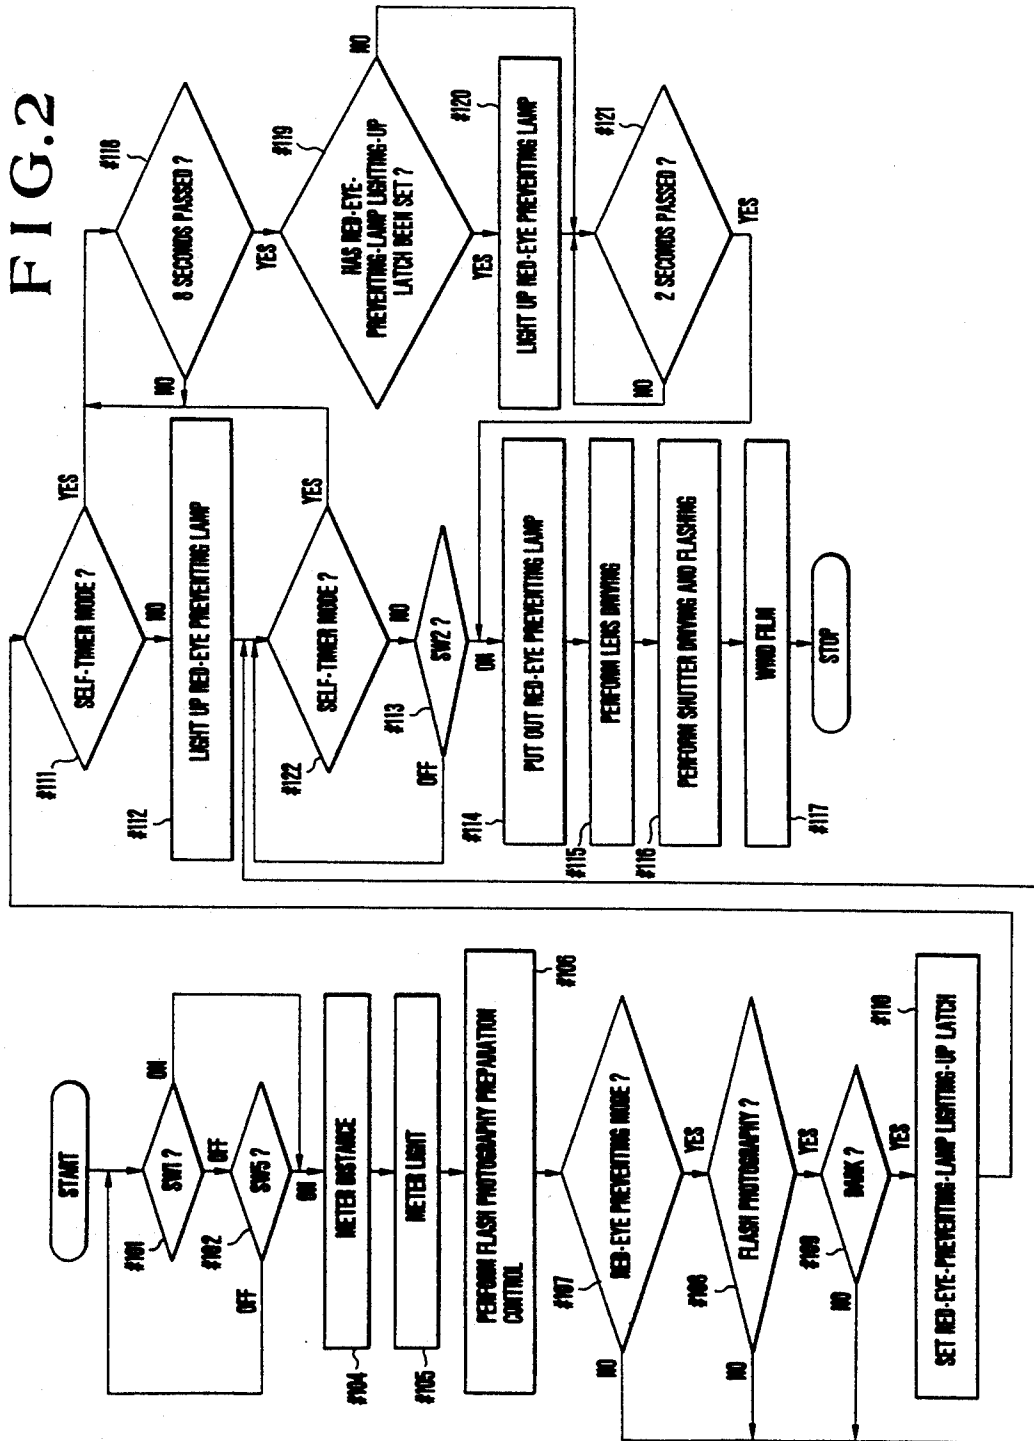 FIG.2
START
#101
SW1 ?
ON
OFF
#102
SW5 ?
OFF
ON
METER DISTANCE
#104
METER LIGHT
#105
PERFORM FLASH PHOTOGRAPHY PREPARATION
CONTROL
#106
#107
RED-EYE PREVENTING MODE ?
NO
YES
#108
FLASH PHOTOGRAPHY ?
NO
YES
#109
DARK ?
NO
YES
#110
SET RED-EYE-PREVENTING-LAMP LIGHTING-UP LATCH
#111
SELF-TIMER MODE ?
YES
NO
#112
LIGHT UP RED-EYE PREVENTING LAMP
#122
SELF-TIMER MODE ?
YES
NO
#113
SW2 ?
OFF
ON
#114
PUT OUT RED-EYE PREVENTING LAMP
#115
PERFORM LENS DRIVING
#116
PERFORM SHUTTER DRIVING AND FLASHING
WIND FILM
#117
STOP
#118
8 SECONDS PASSED ?
NO
YES
#119
HAS RED-EYE-
PREVENTING-LAMP LIGHTING-UP
LATCH BEEN SET ?
NO
YES
#120
LIGHT UP RED-EYE PREVENTING LAMP
#121
2 SECONDS PASSED ?
NO
YES